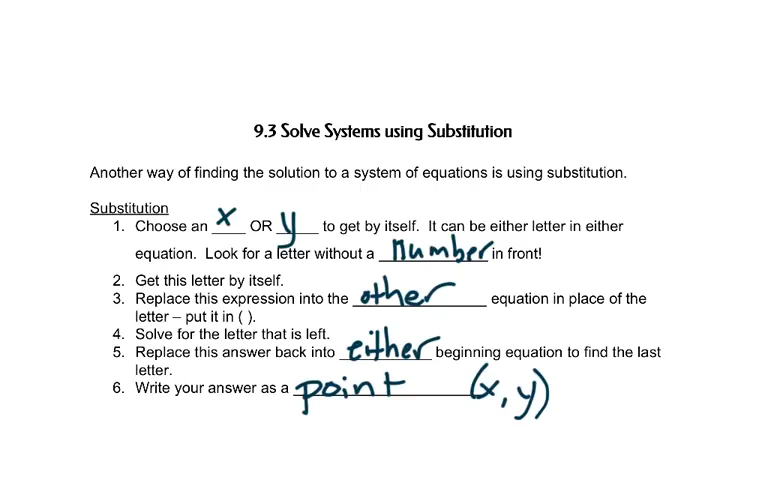 9.3 Solve Systems using Substitution
Another way of finding the solution to a system of equations is using substitution.
Substitution
1. Choose an x OR y to get by itself. It can be either letter in either
equation. Look for a letter without a number in front!
2. Get this letter by itself.
3. Replace this expression into the other equation in place of the
letter – put it in ( ).
4. Solve for the letter that is left.
5. Replace this answer back into either beginning equation to find the last
letter.
6. Write your answer as a point (x, y)